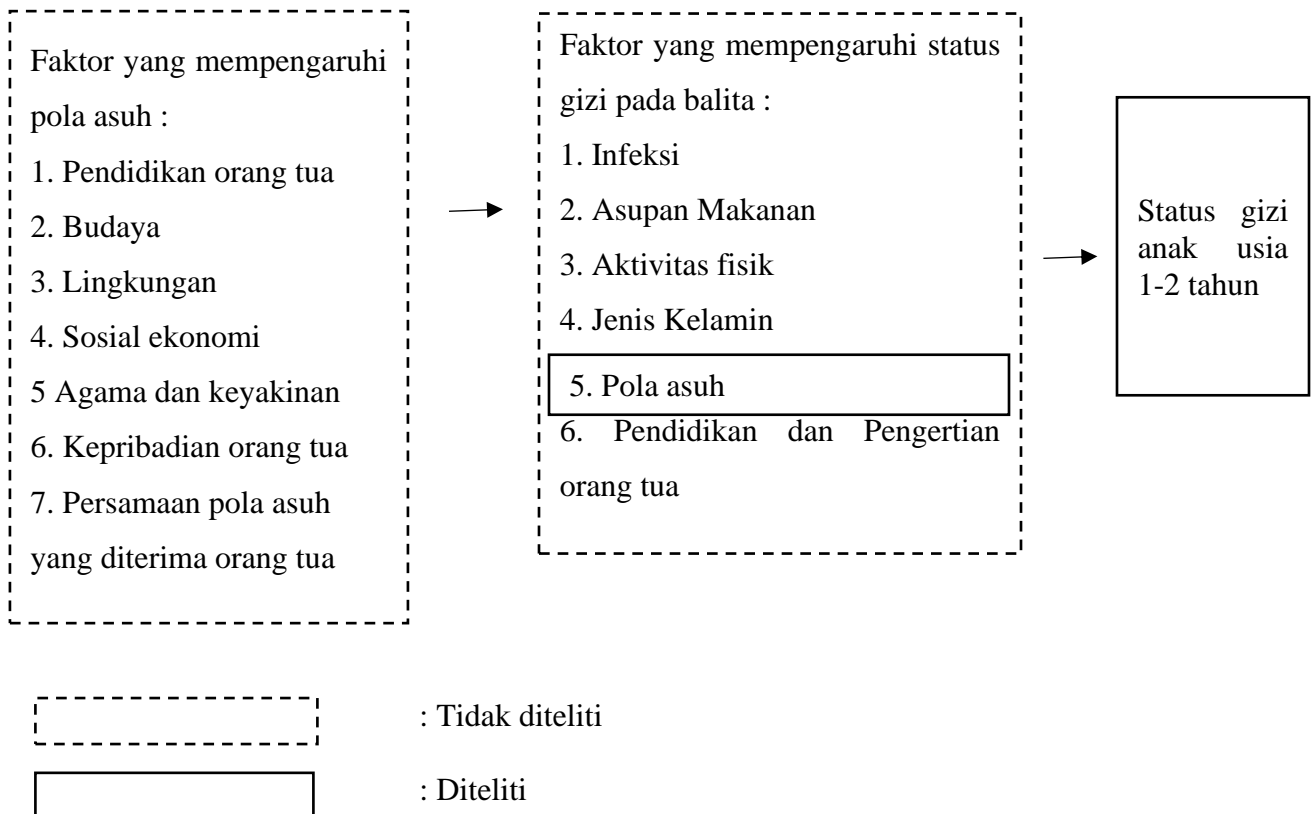 Faktor yang mempengaruhi
pola asuh :
1. Pendidikan orang tua
2. Budaya
3. Lingkungan
4. Sosial ekonomi
5 Agama dan keyakinan
6. Kepribadian orang tua
7. Persamaan pola asuh
yang diterima orang tua
Faktor yang mempengaruhi status
gizi pada balita :
1. Infeksi
2. Asupan Makanan
3. Aktivitas fisik
4. Jenis Kelamin
5. Pola asuh
6. Pendidikan dan Pengertian
orang tua
Status gizi
anak usia
1-2 tahun
: Tidak diteliti
: Diteliti